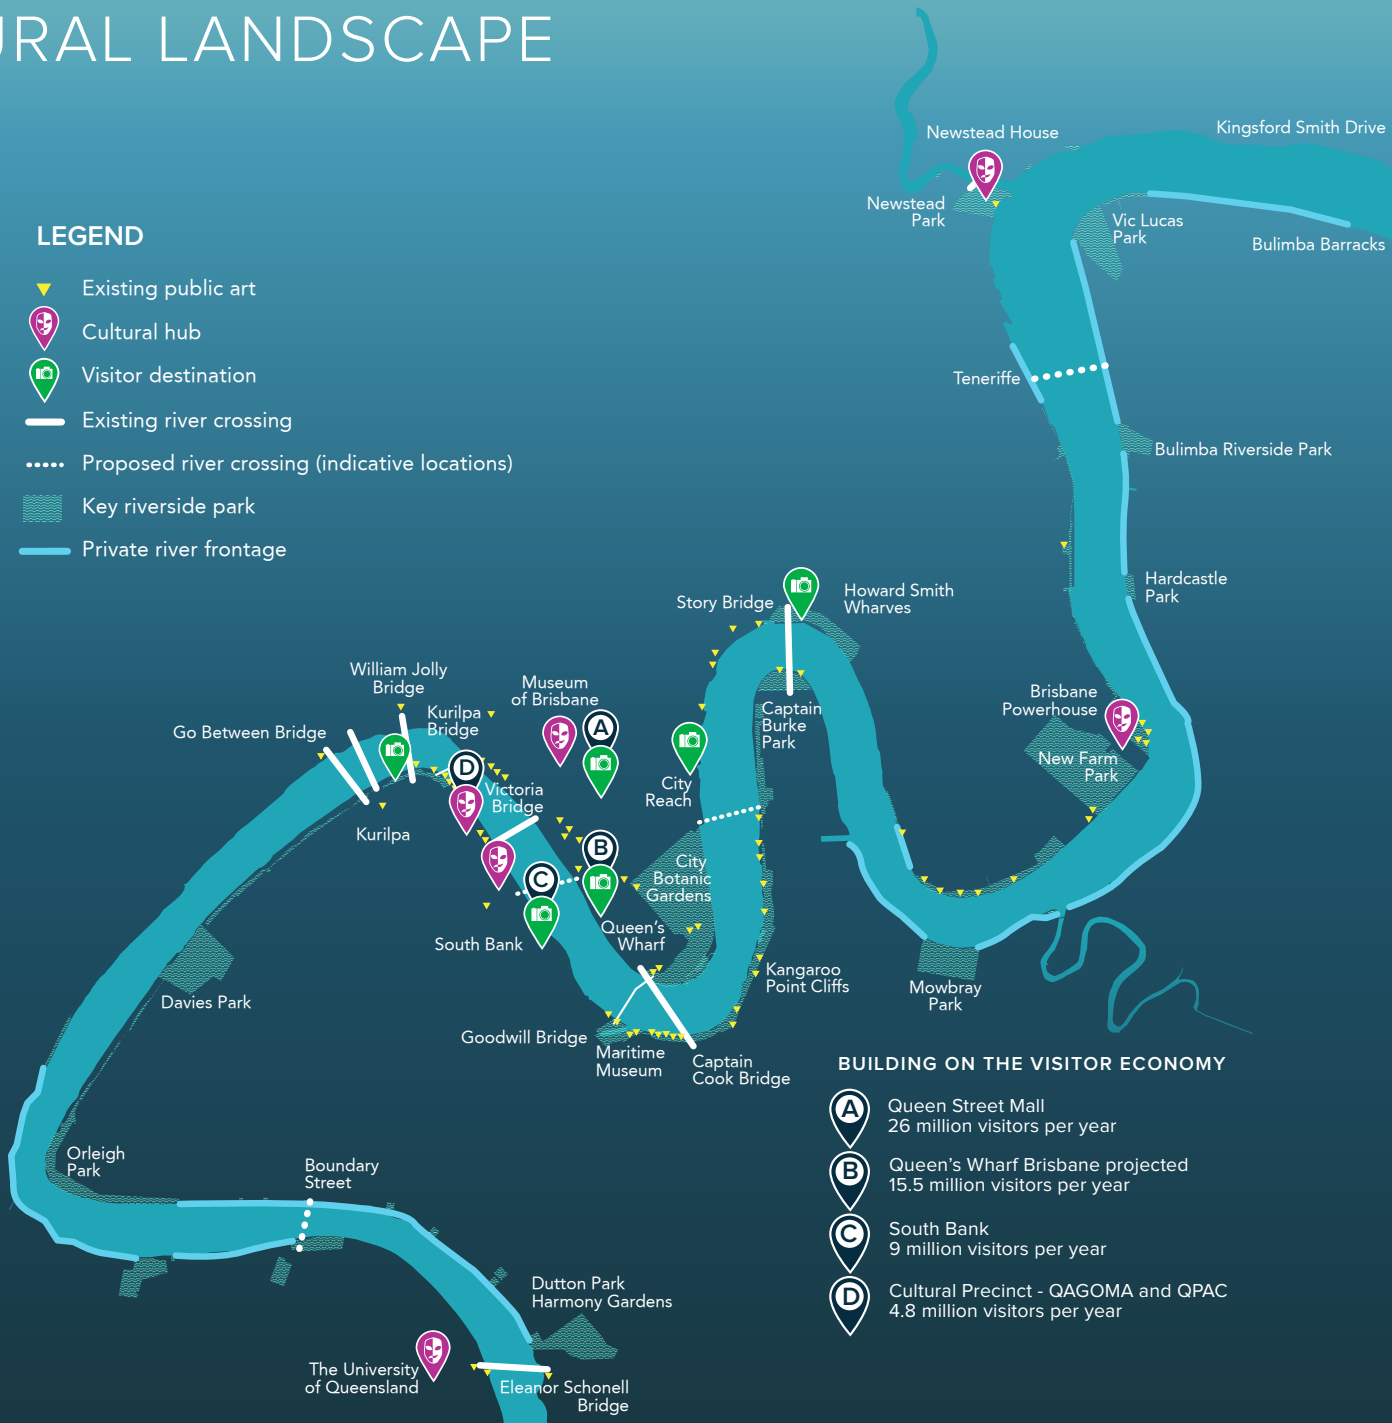 RAL LANDSCAPE
LEGEND
Existing public art
Cultural hub
Visitor destination
Existing river crossing
Proposed river crossing (indicative locations)
Key riverside park
Private river frontage
Newstead House
Kingsford Smith Drive
Newstead
Park
Vic Lucas
Park
Bulimba Barracks
Teneriffe
Bulimba Riverside Park
Hardcastle
Park
Story Bridge
Howard Smith
Wharves
William Jolly
Bridge
Museum
of Brisbane
Brisbane
Powerhouse
Go Between Bridge
Kurilpa
Bridge
A
Captain
Burke
Park
New Farm
Park
D
Victoria
Bridge
City
Reach
Kurilpa
B
C
City
Botanic
Gardens
South Bank
Queen's
Wharf
Kangaroo
Point Cliffs
Davies Park
Mowbray
Park
Goodwill Bridge
Maritime
Museum
Captain
Cook Bridge
BUILDING ON THE VISITOR ECONOMY
A
Queen Street Mall
26 million visitors per year
B
Queen's Wharf Brisbane projected
15.5 million visitors per year
C
South Bank
9 million visitors per year
D
Cultural Precinct - QAGOMA and QPAC
4.8 million visitors per year
Orleigh
Park
Boundary
Street
Dutton Park
Harmony Gardens
The University
of Queensland
Eleanor Schonell
Bridge